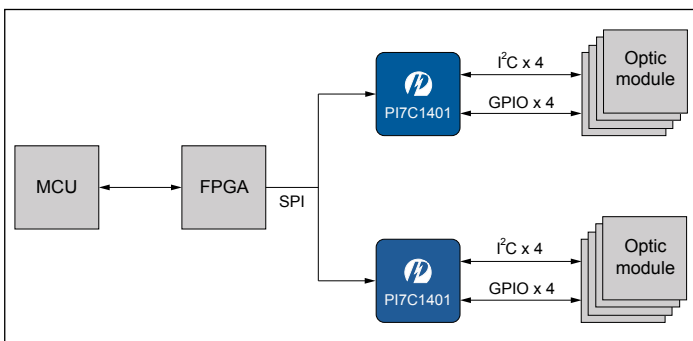 MCU
FPGA
SPI
PI7C1401
I²C x 4
GPIO x 4
Optic
module
PI7C1401
I²C x 4
GPIO x 4
Optic
module